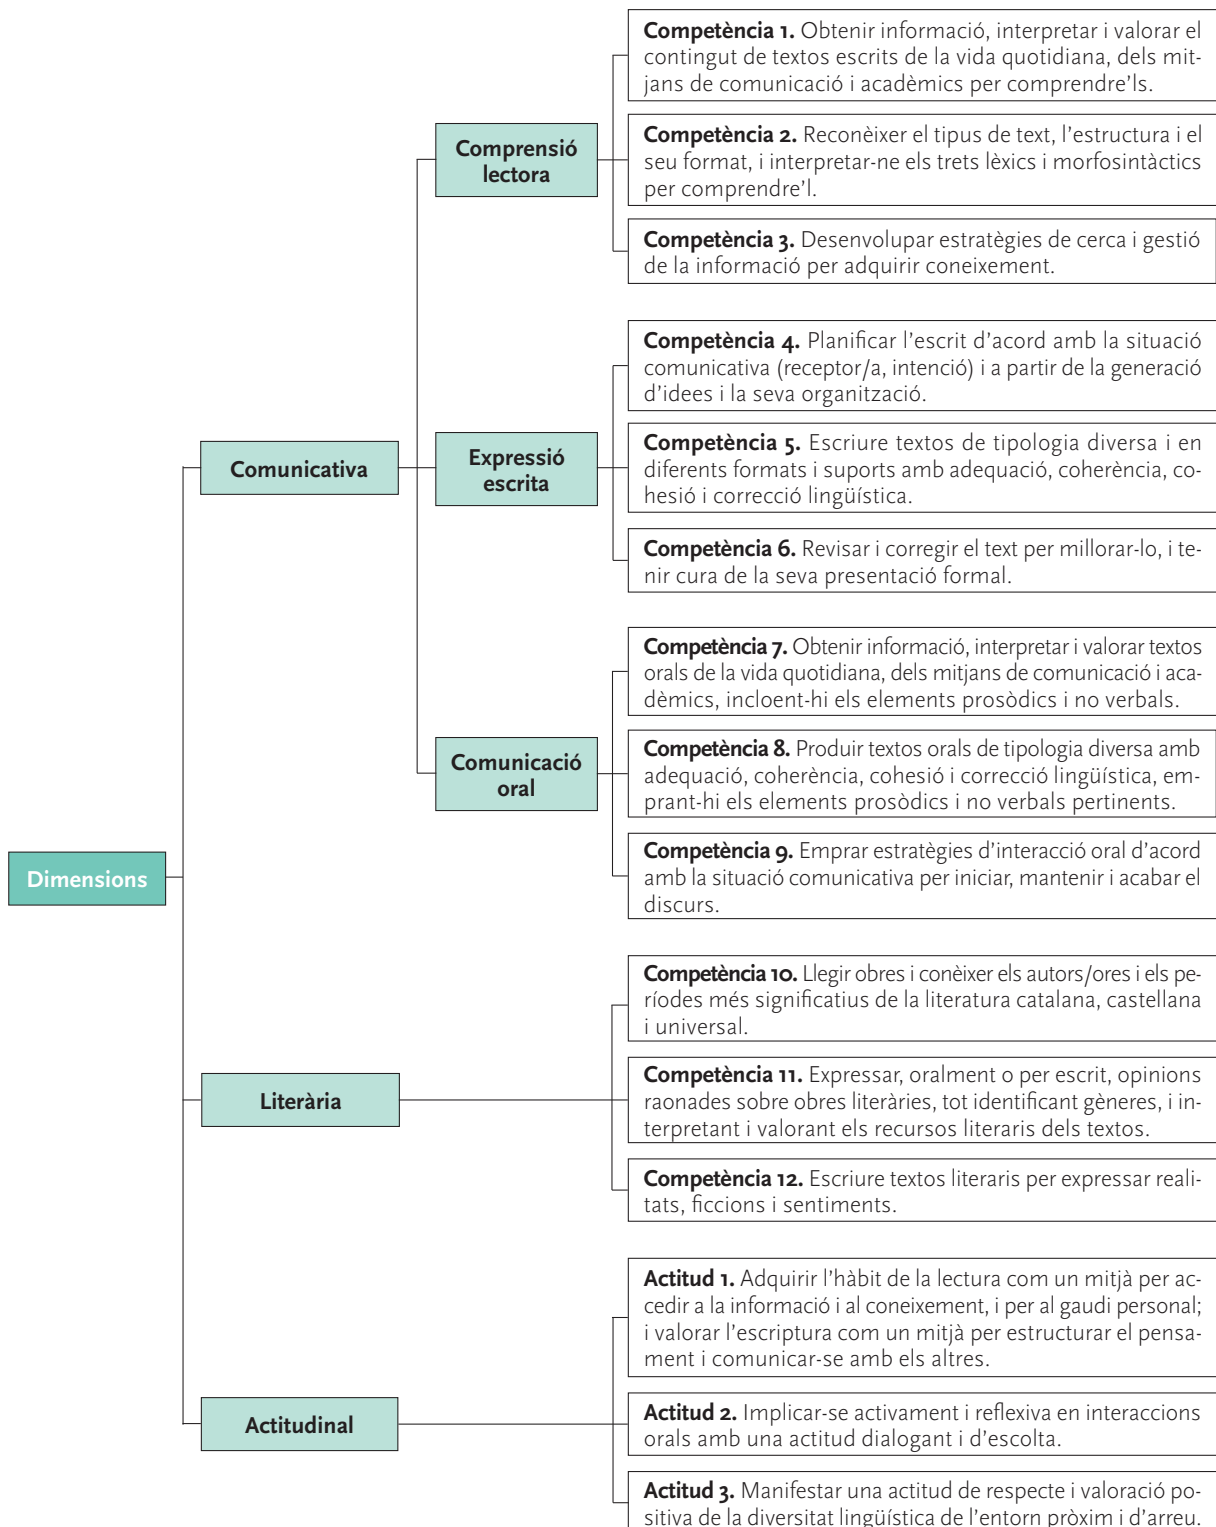 Dimensions
Comunicativa
Comprensió
lectora
Competència 1. Obtenir informació, interpretar i valorar el
contingut de textos escrits de la vida quotidiana, dels mit-
jans de comunicació i acadèmics per comprendre’ls.
Competència 2. Reconèixer el tipus de text, l’estructura i el
seu format, i interpretar-ne els trets lèxics i morfosintàctics
per comprendre’l.
Competència 3. Desenvolupar estratègies de cerca i gestió
de la informació per adquirir coneixement.
Expressió
escrita
Competència 4. Planificar l’escrit d’acord amb la situació
comunicativa (receptor/a, intenció) i a partir de la generació
d’idees i la seva organització.
Competència 5. Escriure textos de tipologia diversa i en
diferents formats i suports amb adequació, coherència, co-
hesió i correcció lingüística.
Competència 6. Revisar i corregir el text per millorar-lo, i te-
nir cura de la seva presentació formal.
Comunicació
oral
Competència 7. Obtenir informació, interpretar i valorar textos
orals de la vida quotidiana, dels mitjans de comunicació i aca-
dèmics, incloent-hi els elements prosòdics i no verbals.
Competència 8. Produir textos orals de tipologia diversa amb
adequació, coherència, cohesió i correcció lingüística, em-
prant-hi els elements prosòdics i no verbals pertinents.
Competència 9. Emprar estratègies d’interacció oral d’acord
amb la situació comunicativa per iniciar, mantenir i acabar el
discurs.
Literària
Competència 10. Llegir obres i conèixer els autors/ores i els pe-
ríodes més significatius de la literatura catalana, castellana
i universal.
Competència 11. Expressar, oralment o per escrit, opinions
raonades sobre obres literàries, tot identificant gèneres, i in-
terpretant i valorant els recursos literaris dels textos.
Competència 12. Escriure textos literaris per expressar reali-
tats, ficcions i sentiments.
Actitudinal
Actitud 1. Adquirir l’hàbit de la lectura com un mitjà per ac-
cedir a la informació i al coneixement, i per al gaudi personal;
i valorar l’escriptura com un mitjà per estructurar el pensa-
ment i comunicar-se amb els altres.
Actitud 2. Implicar-se activament i reflexiva en interaccions
orals amb una actitud dialogant i d’escolta.
Actitud 3. Manifestar una actitud de respecte i valoració po-
sitiva de la diversitat lingüística de l’entorn pròxim i d’arreu.